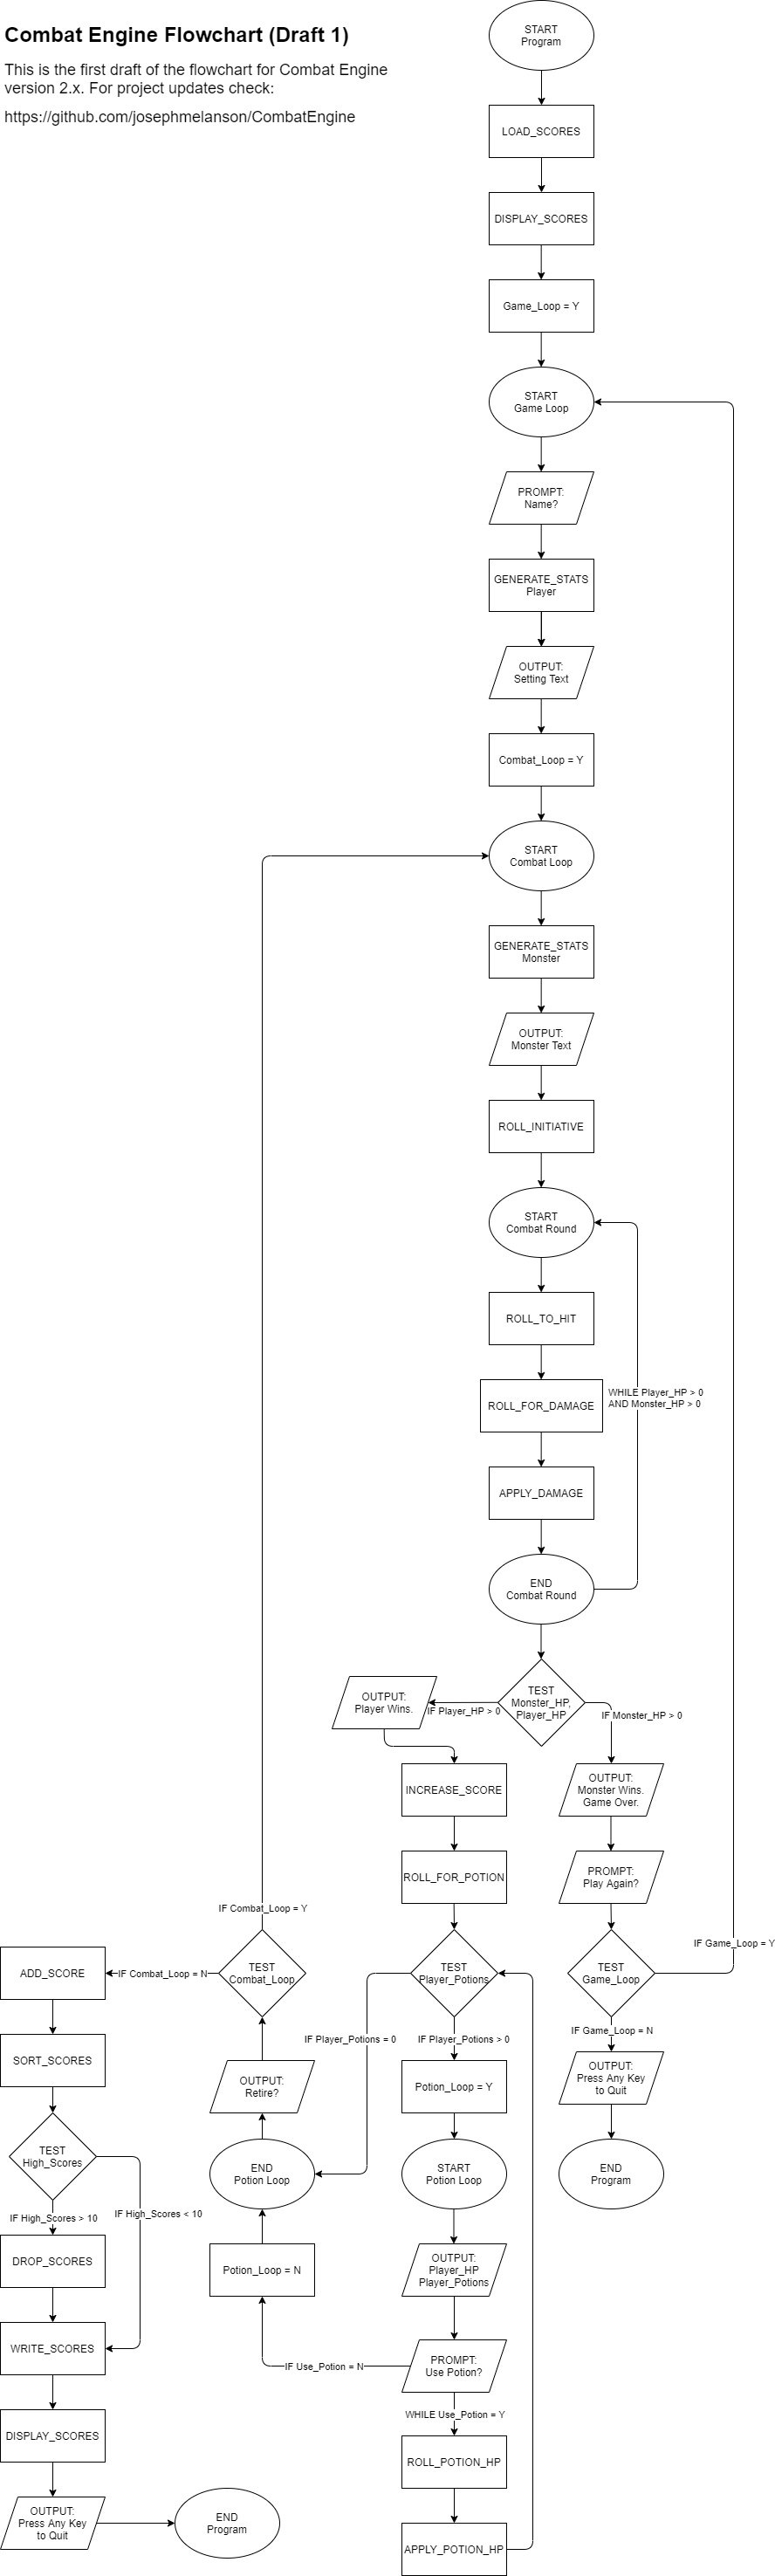 Combat Engine Flowchart (Draft 1)
This is the first draft of the flowchart for Combat Engine
version 2.x. For project updates check:
https://github.com/josephmelanson/CombatEngine
START
Program
LOAD_SCORES
DISPLAY_SCORES
Game_Loop = Y
START
Game Loop
PROMPT:
Name?
GENERATE_STATS
Player
OUTPUT:
Setting Text
Combat_Loop = Y
START
Combat Loop
GENERATE_STATS
Monster
OUTPUT:
Monster Text
ROLL_INITIATIVE
START
Combat Round
ROLL_TO_HIT
ROLL_FOR_DAMAGE
WHILE Player_HP > 0
AND Monster_HP > 0
APPLY_DAMAGE
END
Combat Round
TEST
Monster_HP,
Player_HP
IF Player_HP > 0
IF Monster_HP > 0
OUTPUT:
Player Wins.
INCREASE_SCORE
ROLL_FOR_POTION
OUTPUT:
Monster Wins.
Game Over.
PROMPT:
Play Again?
TEST
Game_Loop
IF Game_Loop = Y
IF Game_Loop = N
OUTPUT:
Press Any Key
to Quit
END
Program
TEST
Player_Potions
IF Player_Potions = 0
IF Player_Potions > 0
Potion_Loop = Y
START
Potion Loop
OUTPUT:
Player_HP
Player_Potions
PROMPT:
Use Potion?
IF Use_Potion = N
WHILE Use_Potion = Y
ROLL_POTION_HP
APPLY_POTION_HP
Potion_Loop = N
END
Potion Loop
OUTPUT:
Retire?
TEST
Combat_Loop
IF Combat_Loop = Y
IF Combat_Loop = N
ADD_SCORE
SORT_SCORES
TEST
High_Scores
IF High_Scores > 10
IF High_Scores < 10
DROP_SCORES
WRITE_SCORES
DISPLAY_SCORES
OUTPUT:
Press Any Key
to Quit
END
Program